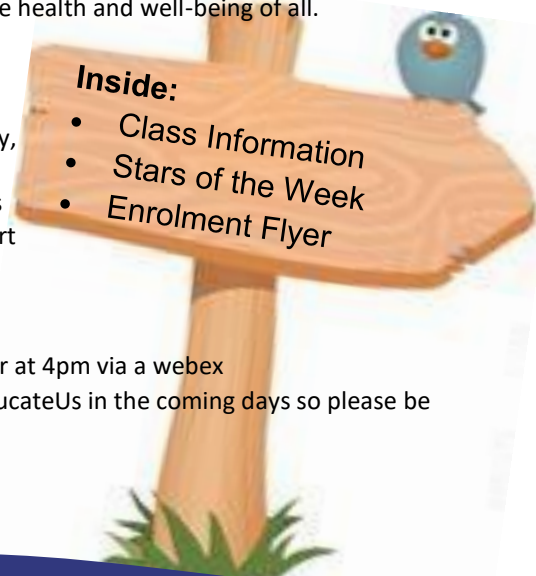 e health and well-being of all.
Inside:
• Class Information
y,
• Stars of the Week
s
• Enrolment Flyer
rt
r at 4pm via a webex
ucateUs in the coming days so please be